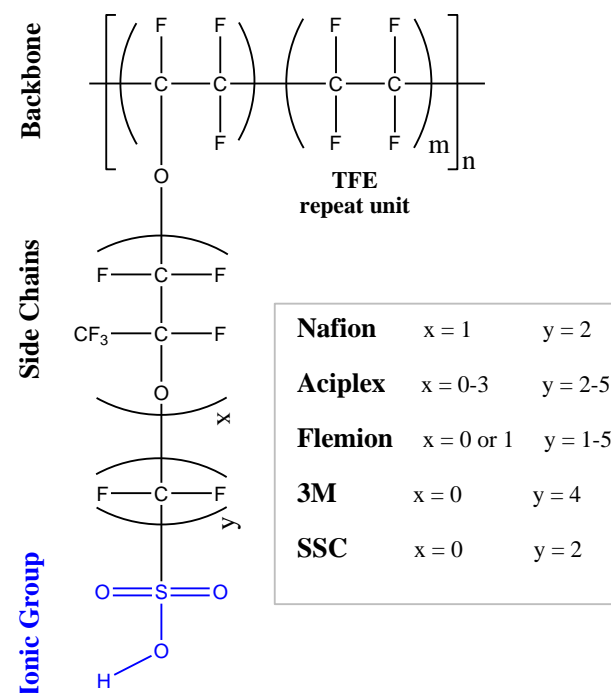 Backbone
F F F F
C C C C
F F F F
m
n
O
TFE
repeat unit
Side Chains
F C F
CF3 C F
O
x
F C F
y
Ionic Group
O S O
O
H
Nafion x = 1 y = 2
Aciplex x = 0-3 y = 2-5
Flemion x = 0 or 1 y = 1-5
3M x = 0 y = 4
SSC x = 0 y = 2